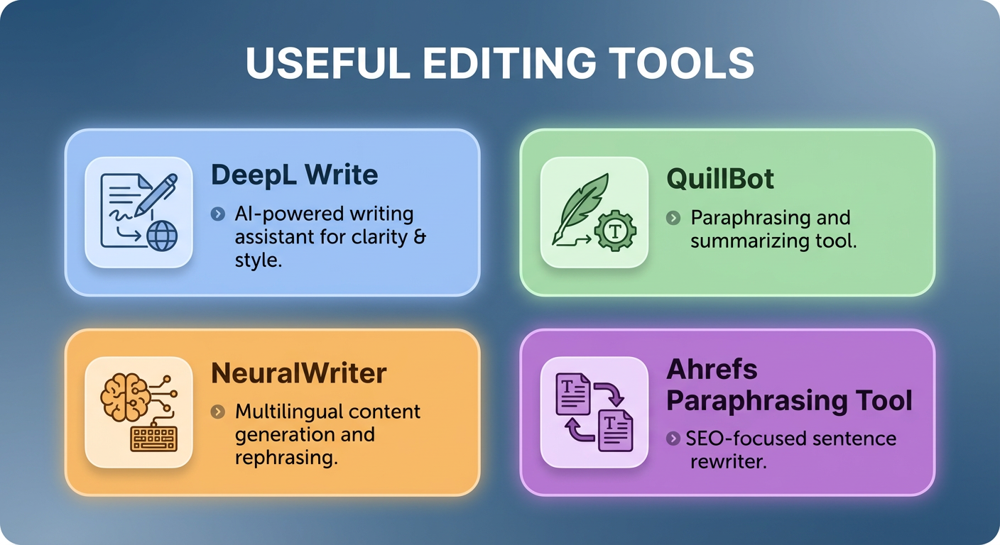 USEFUL EDITING TOOLS
DeepL Write
AI-powered writing
assistant for clarity &
style.
QuillBot
Paraphrasing and
summarizing tool.
NeuralWriter
Multilingual content
generation and
rephrasing.
Ahrefs
Paraphrasing Tool
SEO-focused sentence
rewriter.
T
T
T